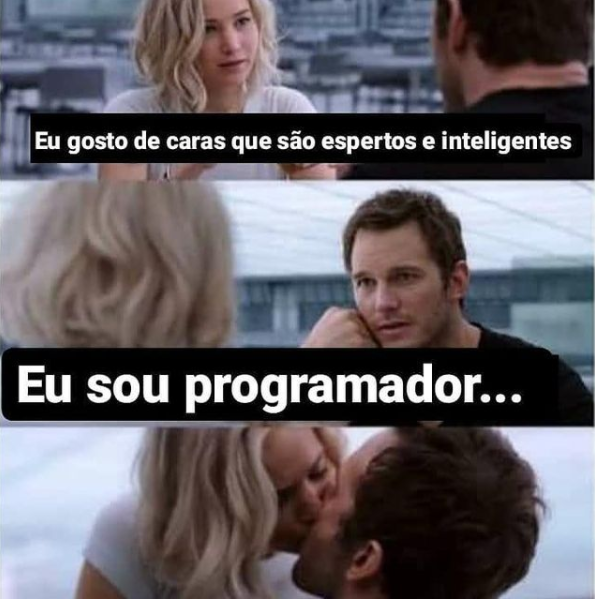 Eu gosto de caras que são espertos e inteligentes
Eu sou programador...